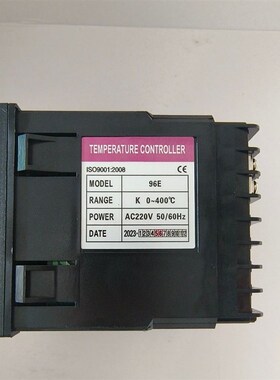 TEMPERATURE CONTROLLER
ISO9001:2008 CE
MODEL 96E
RANGE K 0~400℃
POWER AC220V 50/60Hz
DATE 2023-